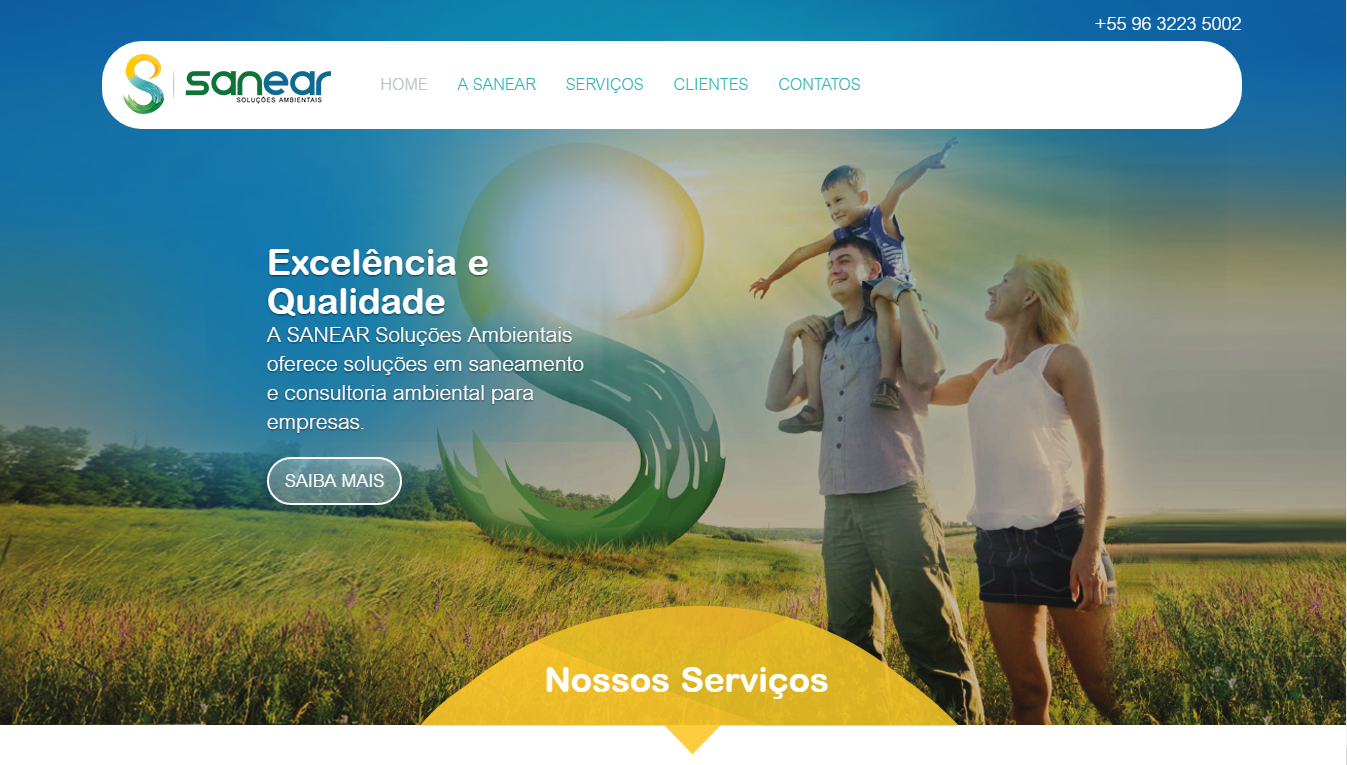 +55 96 3223 5002
sanear
SOLUÇÕES AMBIENTAIS
HOME A SANEAR SERVIÇOS CLIENTES CONTATOS
Excelência e
Qualidade
A SANEAR Soluções Ambientais
oferece soluções em saneamento
e consultoria ambiental para
empresas.
SAIBA MAIS
Nossos Serviços